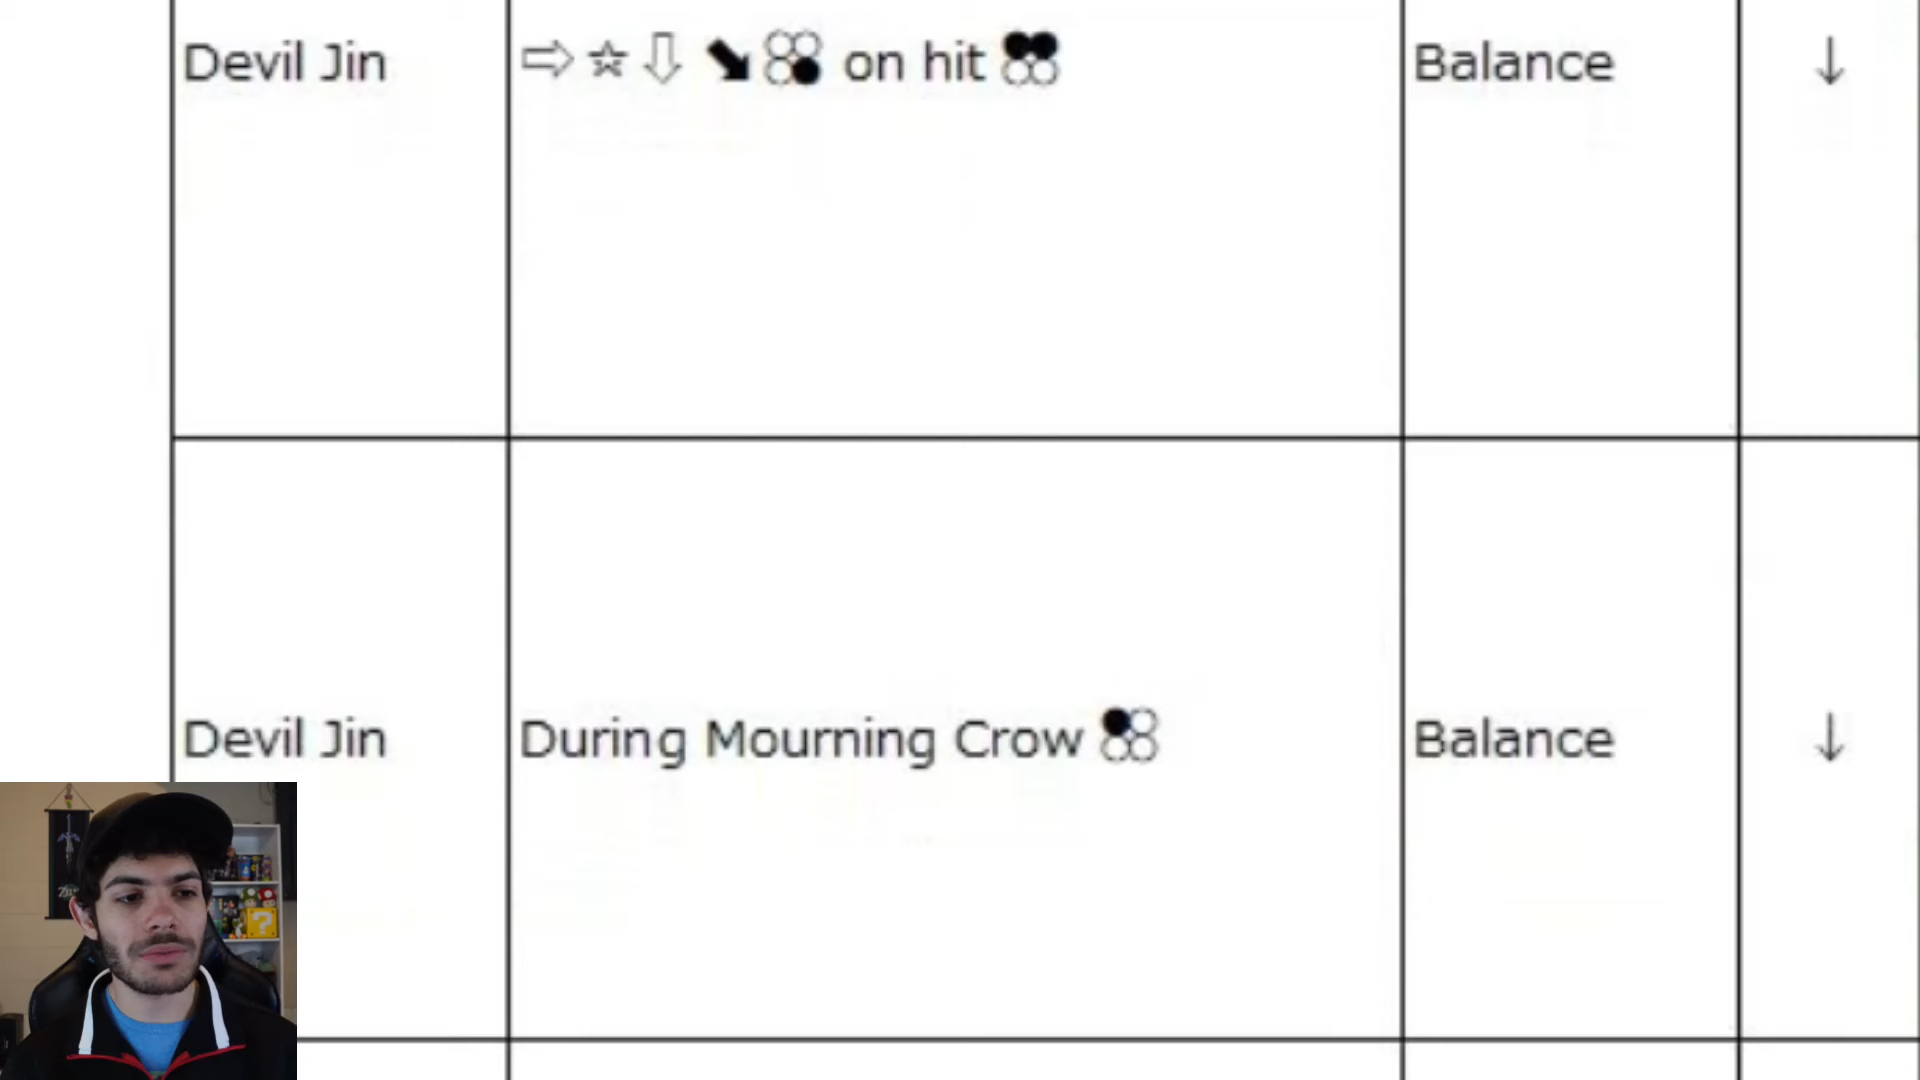 Devil Jin ⇨☆⇩ ⬊ on hit Balance ↓
Devil Jin During Mourning Crow Balance ↓